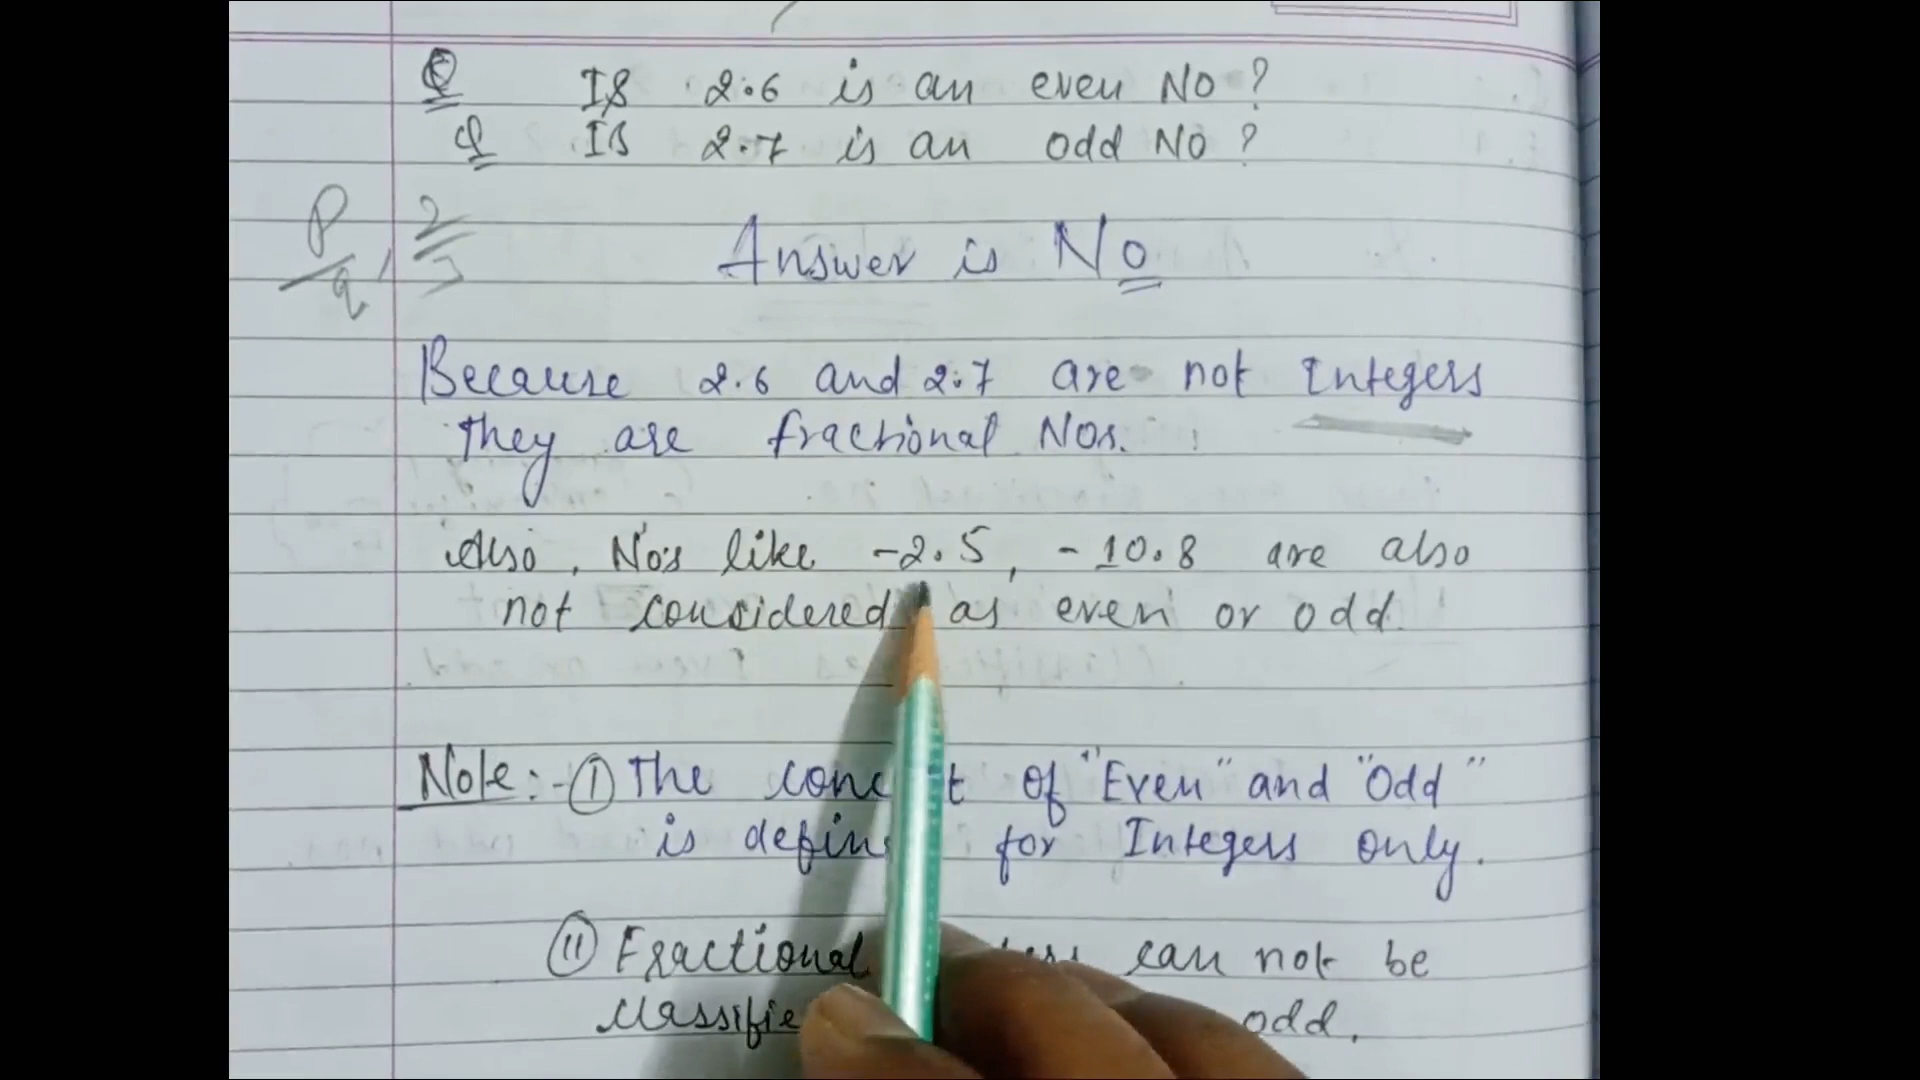 Q IS 2.6 is an even No?
Q IS 2.7 is an odd No?
P/q, 2/
Answer is No
Because 2.6 and 2.7 are not Integers
They are fractional Nos.
Also, No's like -2.5, -10.8 are also
not considered as even or odd.
Note:- (I) The of "Even" and "Odd"
is for Integers only.
(II) Fractional can not be
odd.